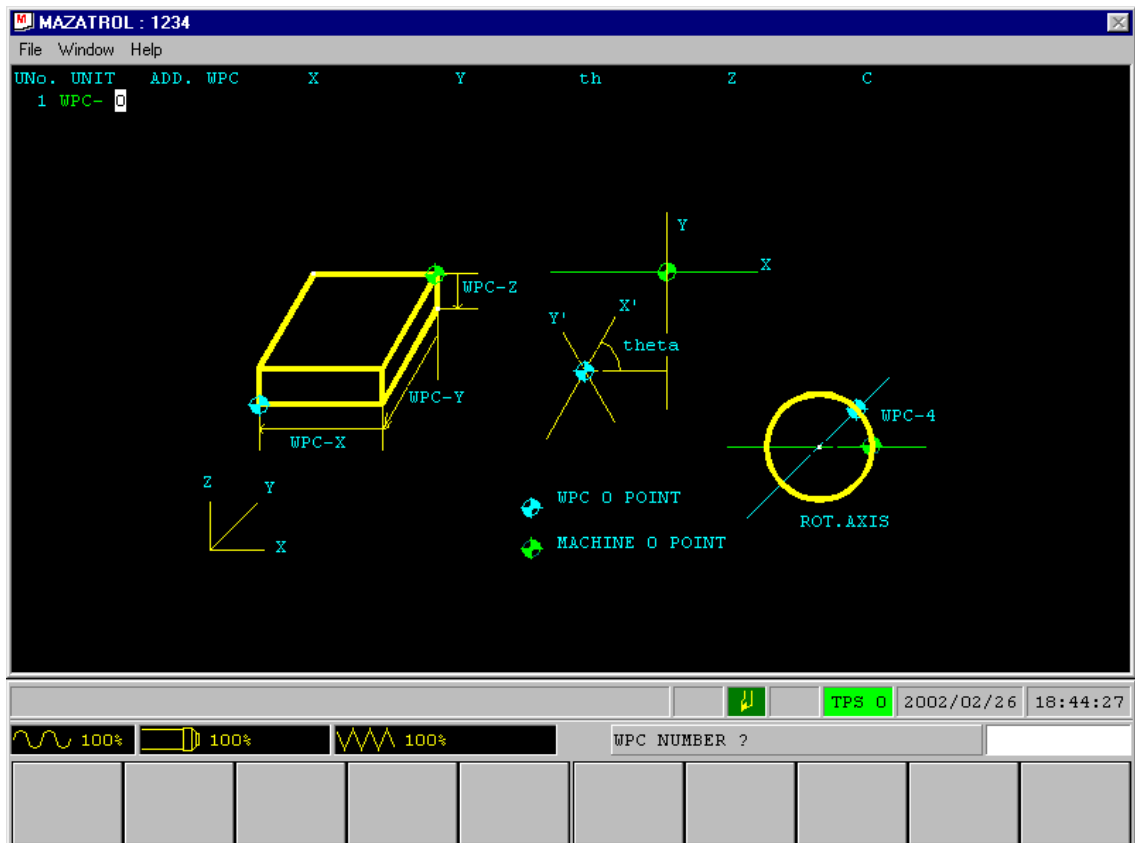 MAZATROL : 1234
File Window Help
UNo. UNIT ADD. WPC X Y th Z C
1 WPC- 0
Y
X
WPC-Z
X'
Y'
theta
WPC-Y
WPC-4
WPC-X
Z
Y
X
WPC 0 POINT
ROT.AXIS
MACHINE 0 POINT
TPS 0 2002/02/26 18:44:27
100% 100% 100% WPC NUMBER ?